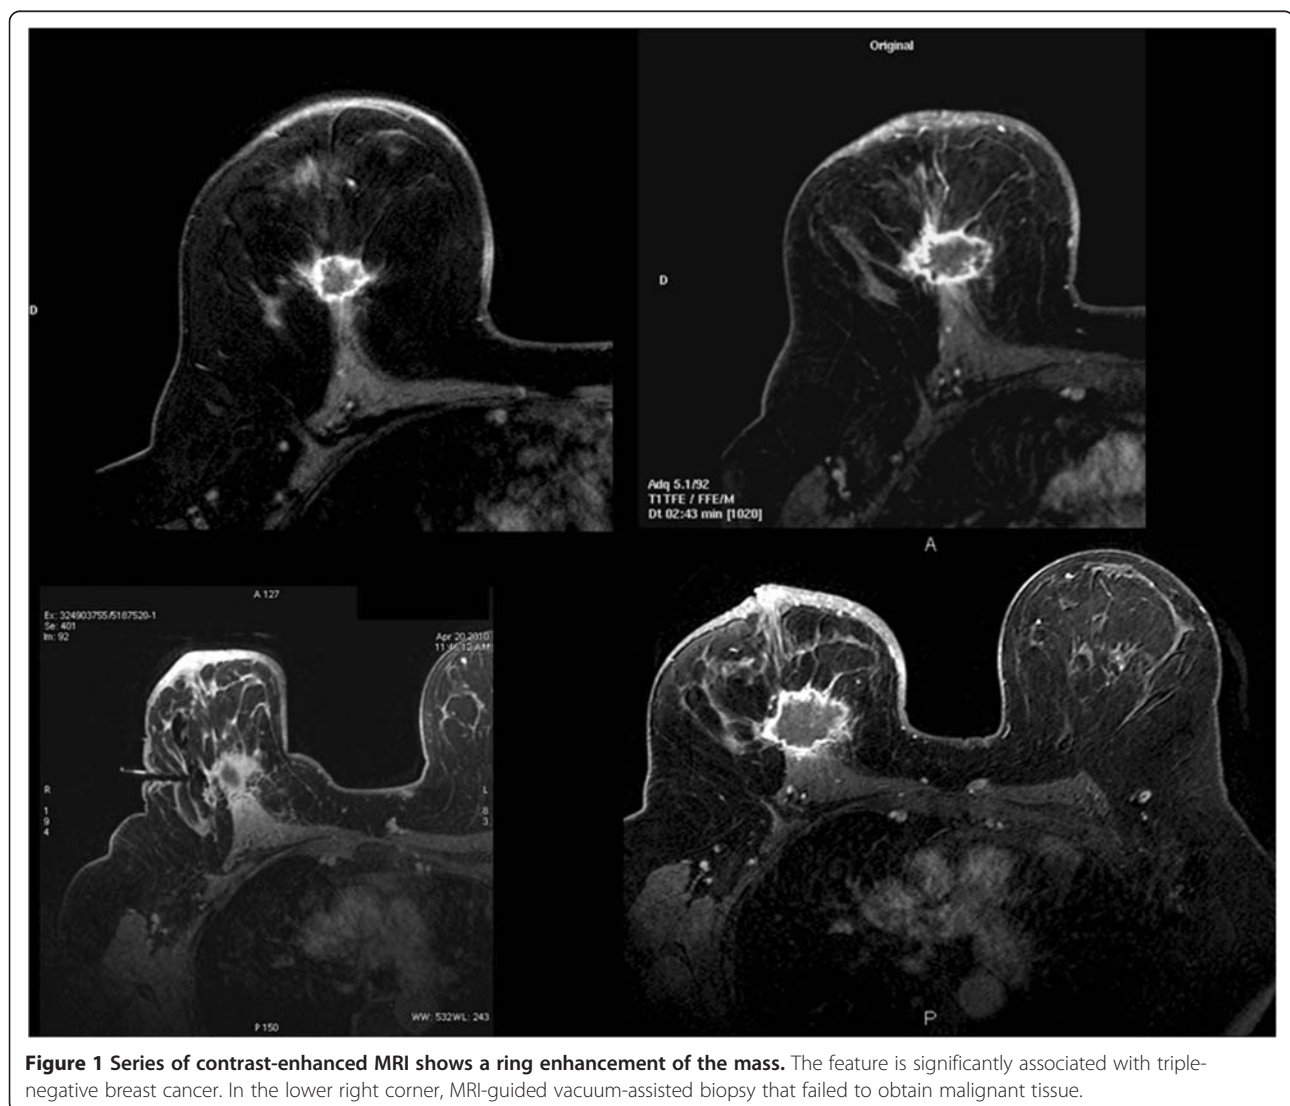 Original
D
D
Adq 5.1/92
T1TFE / FFE/M
Dt 02:43 min [1020]
A
A 127
Ex: 324903755/5187520-1
Se: 401
Im: 92
Apr 20 2010
R
1
9
4
L
P 150
WW: 532WL: 243
P
Figure 1 Series of contrast-enhanced MRI shows a ring enhancement of the mass. The feature is significantly associated with triple-
negative breast cancer. In the lower right corner, MRI-guided vacuum-assisted biopsy that failed to obtain malignant tissue.